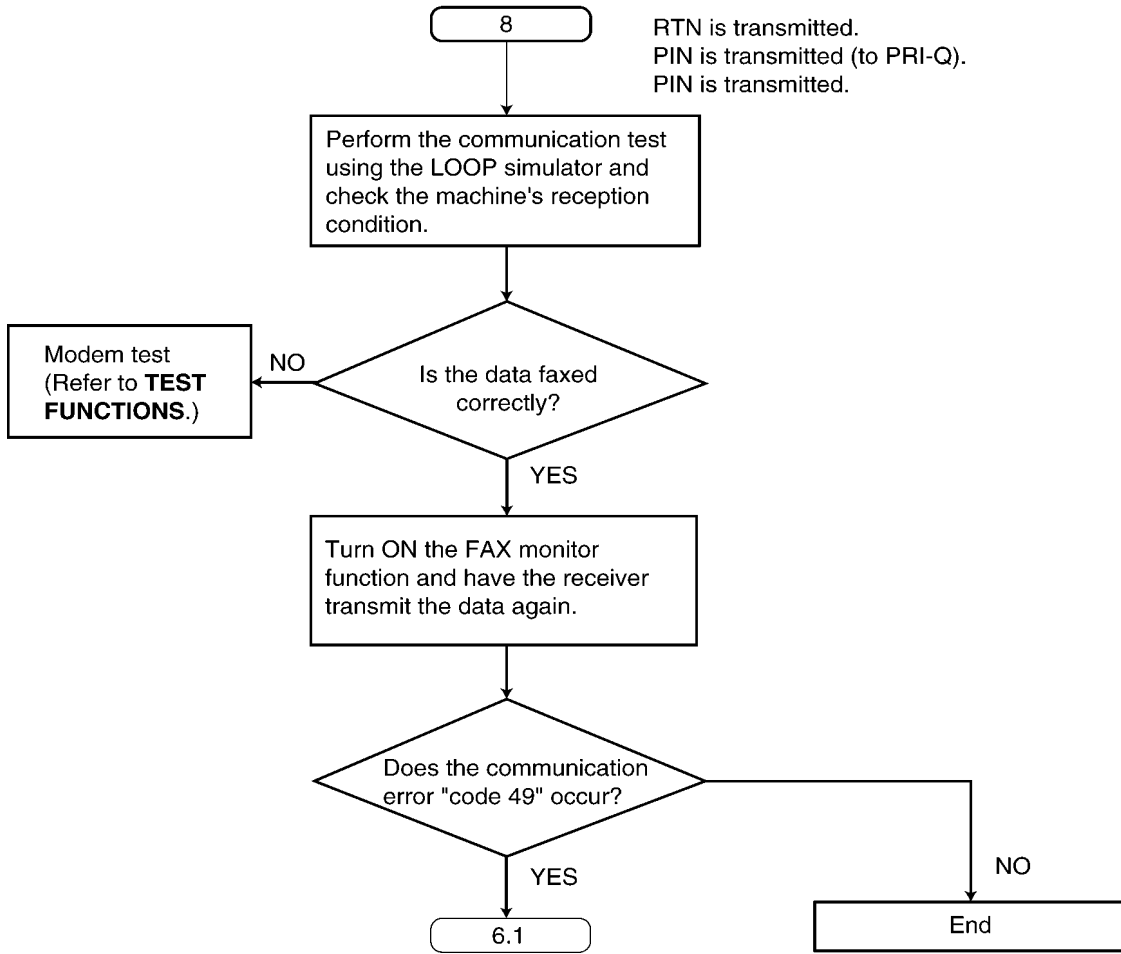 8
RTN is transmitted.
PIN is transmitted (to PRI-Q).
PIN is transmitted.
Perform the communication test
using the LOOP simulator and
check the machine's reception
condition.
Is the data faxed
correctly?
NO
Modem test
(Refer to TEST
FUNCTIONS.)
YES
Turn ON the FAX monitor
function and have the receiver
transmit the data again.
Does the communication
error "code 49" occur?
YES
NO
6.1
End